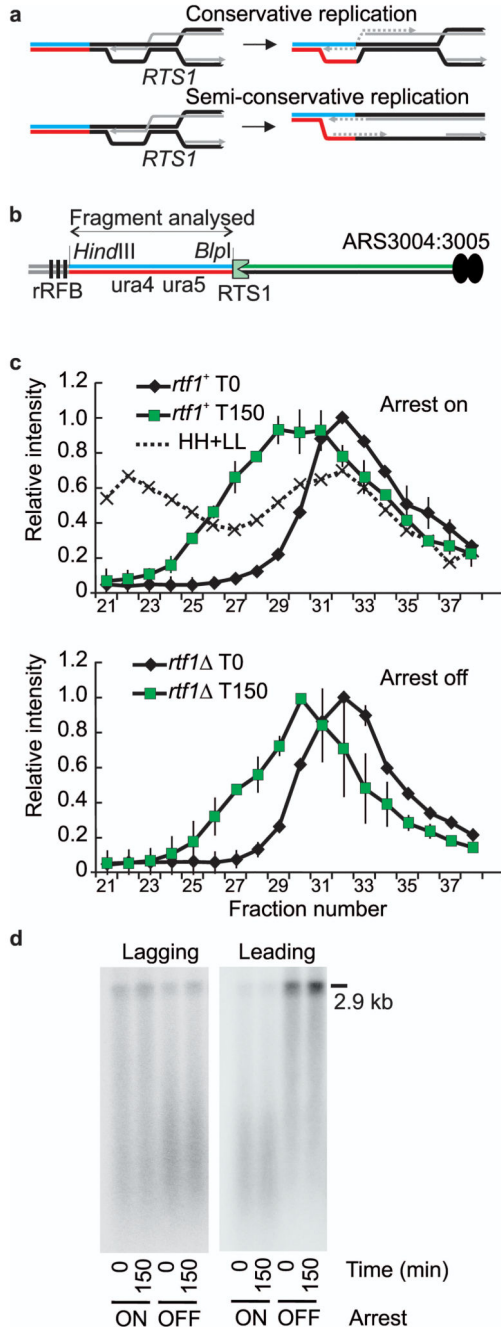 a
Conservative replication
RTS1
Semi-conservative replication
RTS1
b
Fragment analysed
HindIII
BlpI
ARS3004:3005
rRFB
ura4 ura5
RTS1
c
Relative intensity
1.2
1.0
0.8
0.6
0.4
0.2
0
rtf1+ T0
rtf1+ T150
HH+LL
Arrest on
21 23 25 27 29 31 33 35 37
Relative intensity
1.2
1.0
0.8
0.6
0.4
0.2
0
rtf1Δ T0
rtf1Δ T150
Arrest off
21 23 25 27 29 31 33 35 37
Fraction number
d
Lagging Leading
2.9 kb
0 150 0 150 0 150 0 150 Time (min)
ON OFF ON OFF Arrest